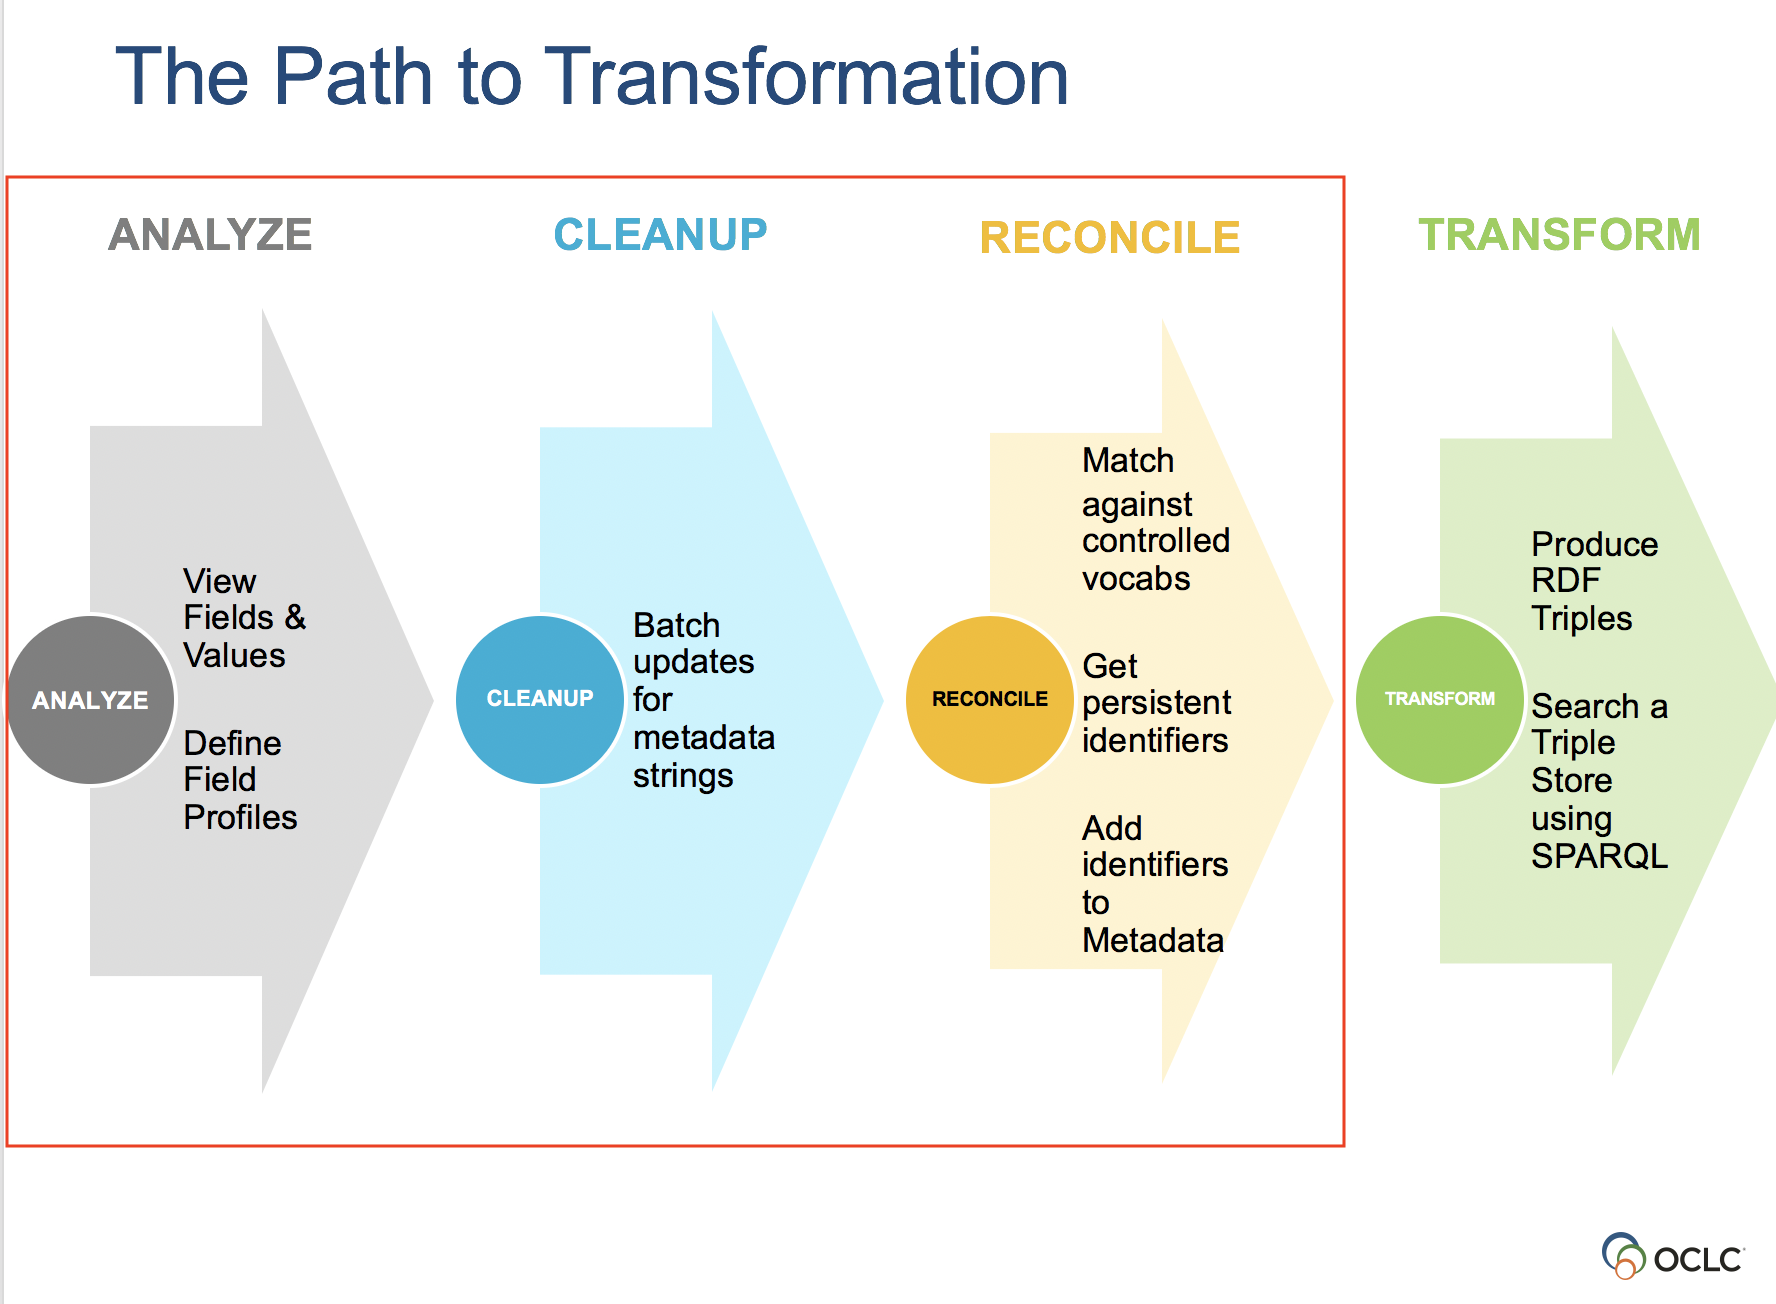 The Path to Transformation
ANALYZE
CLEANUP
RECONCILE
TRANSFORM
ANALYZE
View
Fields &
Values
Define
Field
Profiles
CLEANUP
Batch
updates
for
metadata
strings
RECONCILE
Match
against
controlled
vocabs
Get
persistent
identifiers
Add
identifiers
to
Metadata
TRANSFORM
Produce
RDF
Triples
Search a
Triple
Store
using
SPARQL
OCLC